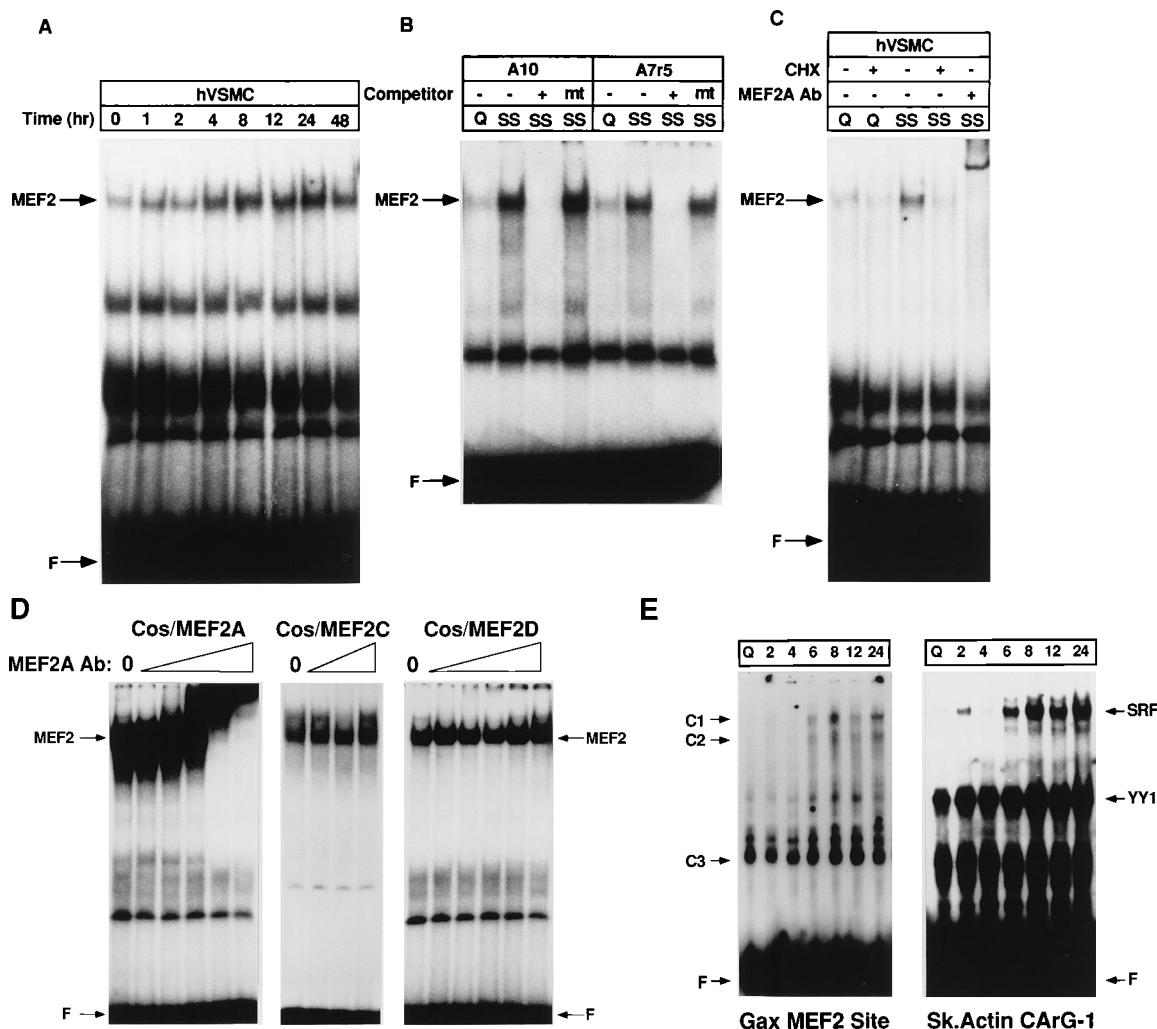 A
hVSMC
Time (hr) 0 1 2 4 8 12 24 48
MEF2
F
B
A10 A7r5
Competitor - - + mt - - + mt
Q SS SS SS Q SS SS SS
MEF2
F
C
hVSMC
CHX - + - + -
MEF2A Ab - - - - +
Q Q SS SS SS
MEF2
F
D
Cos/MEF2A Cos/MEF2C Cos/MEF2D
MEF2A Ab: 0 0 0
MEF2 MEF2
F F
E
Q 2 4 6 8 12 24 Q 2 4 6 8 12 24
C1 SRF
C2
YY1
C3
F F
Gax MEF2 Site Sk.Actin CArG-1